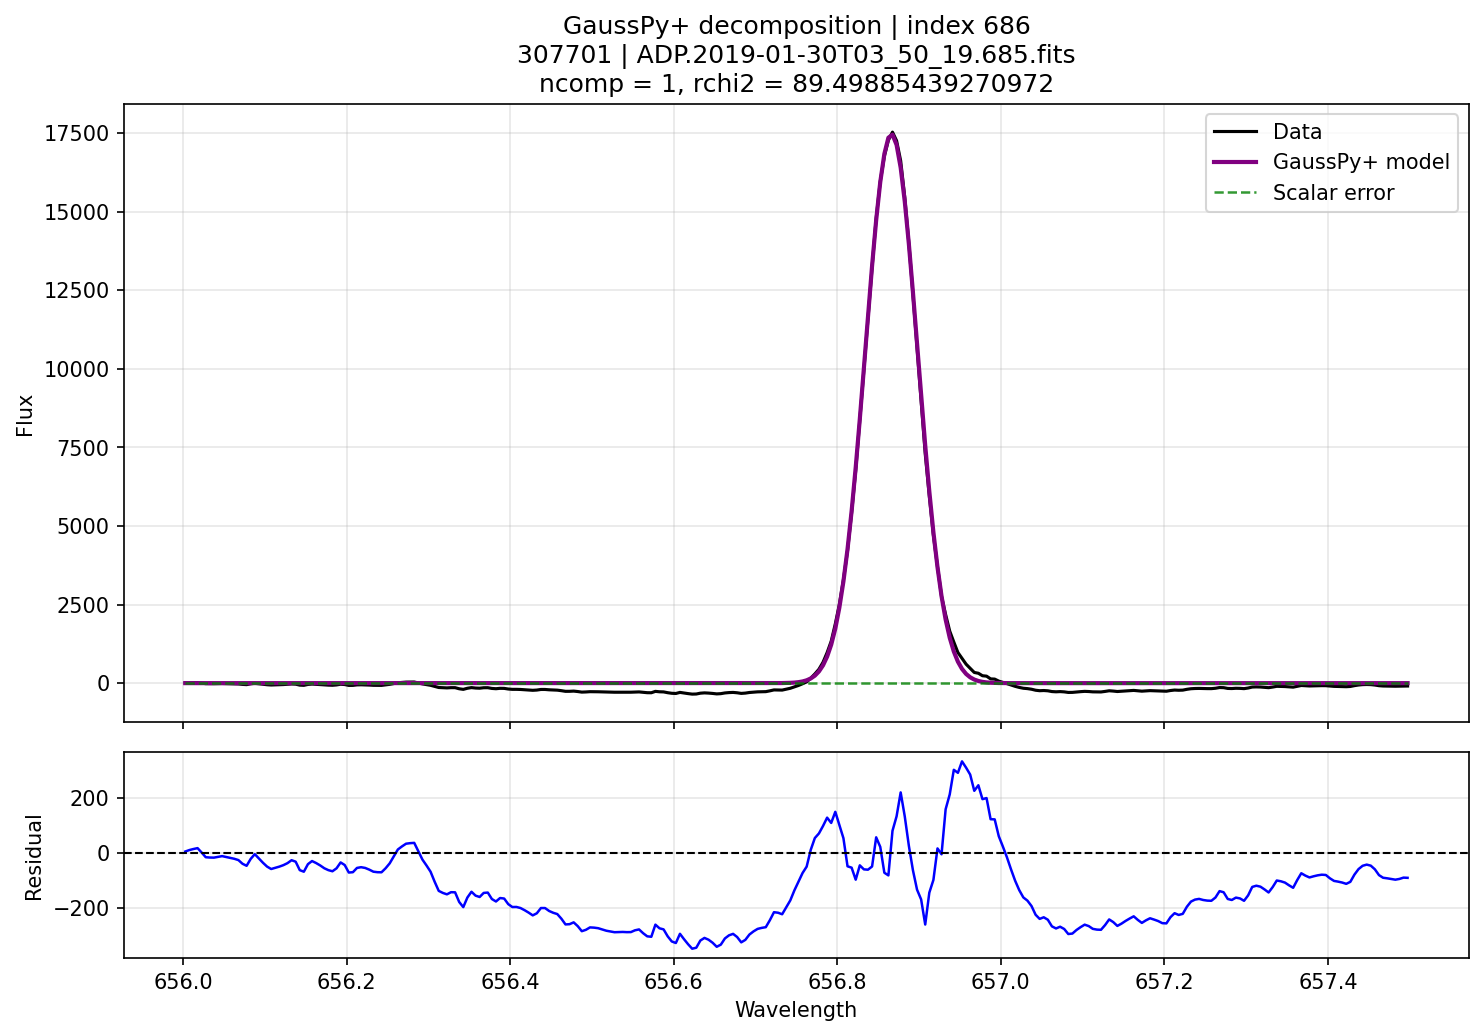 GaussPy+ decomposition | index 686
307701 | ADP.2019-01-30T03_50_19.685.fits
ncomp = 1, rchi2 = 89.49885439270972
Data
GaussPy+ model
Scalar error
Flux
17500
15000
12500
10000
7500
5000
2500
0
Residual
200
0
−200
656.0 656.2 656.4 656.6 656.8 657.0 657.2 657.4
Wavelength